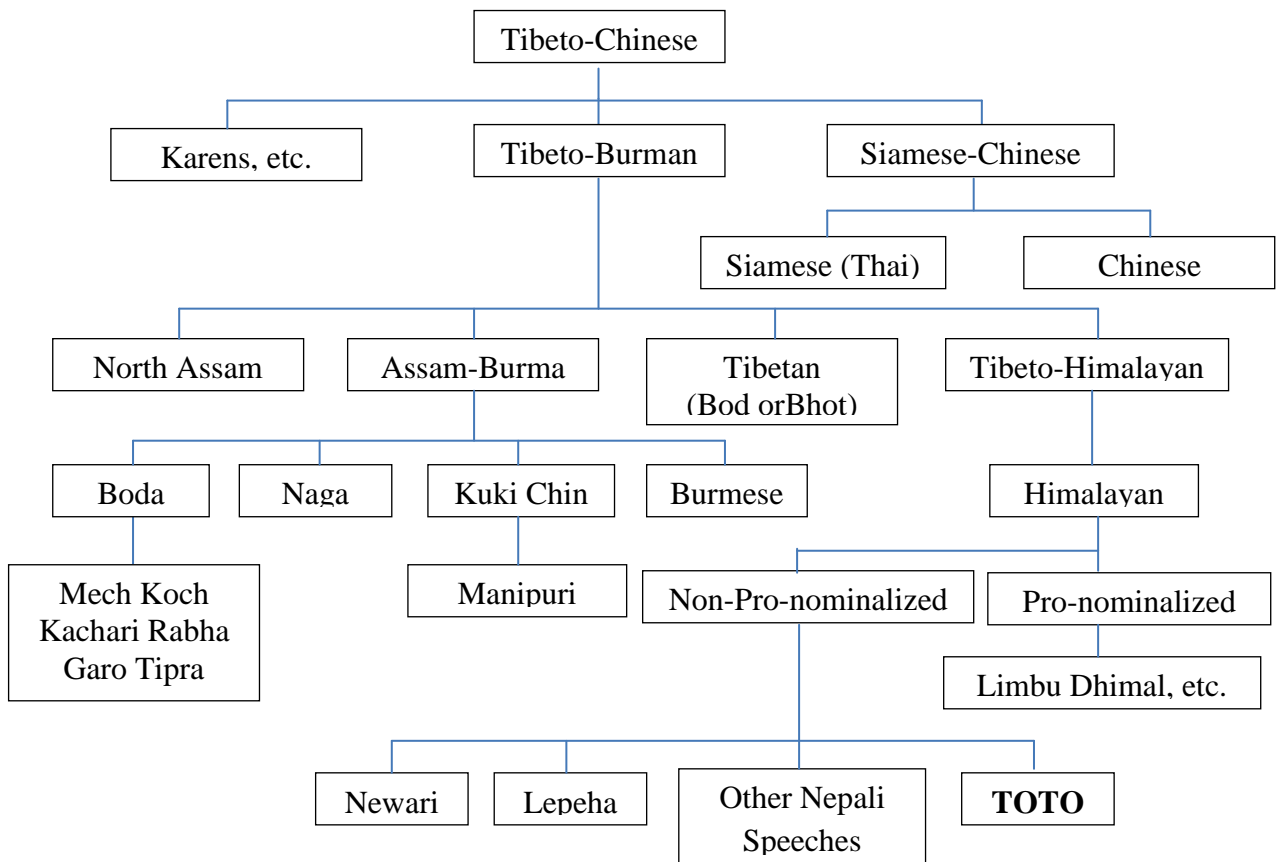 Tibeto-Chinese
Karens, etc.
Tibeto-Burman
Siamese-Chinese
Siamese (Thai)
Chinese
North Assam
Assam-Burma
Tibetan
(Bod orBhot)
Tibeto-Himalayan
Boda
Naga
Kuki Chin
Burmese
Himalayan
Mech Koch
Kachari Rabha
Garo Tipra
Manipuri
Non-Pro-nominalized
Pro-nominalized
Limbu Dhimal, etc.
Newari
Lepeha
Other Nepali
Speeches
TOTO